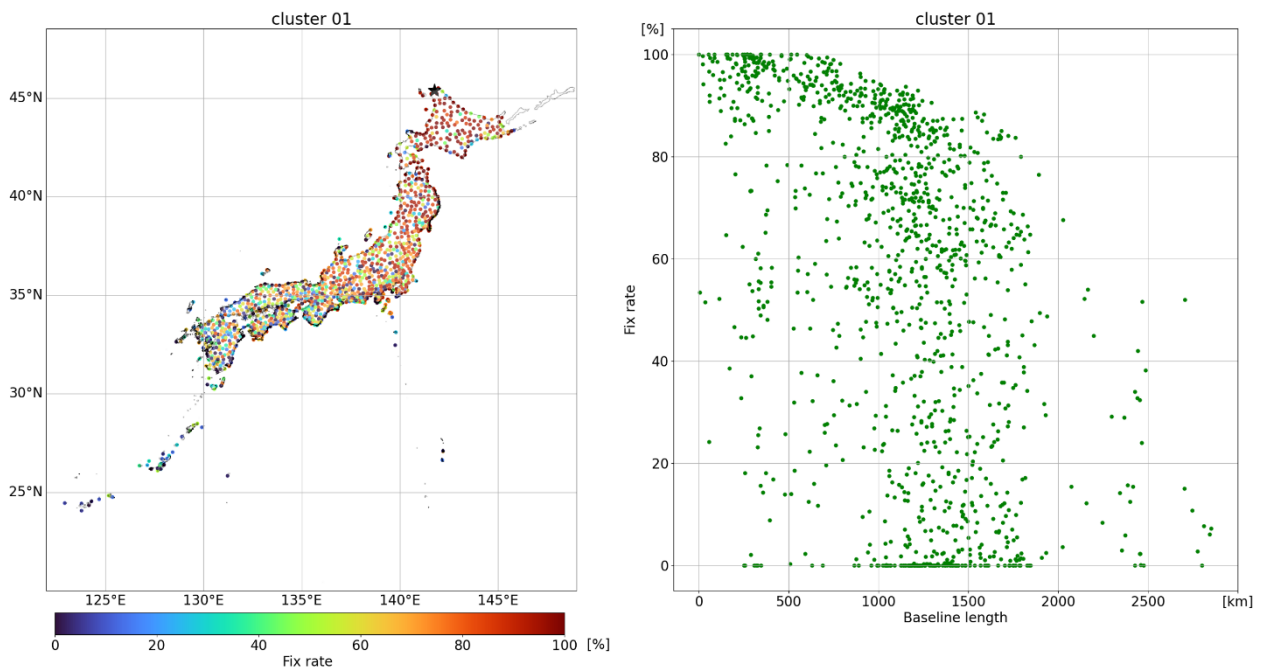 cluster 01
45°N
40°N
35°N
30°N
25°N
125°E 130°E 135°E 140°E 145°E
0 20 40 60 80 100 [%]
Fix rate
cluster 01
[%]
100
80
60
40
20
0
Fix rate
0 500 1000 1500 2000 2500 [km]
Baseline length